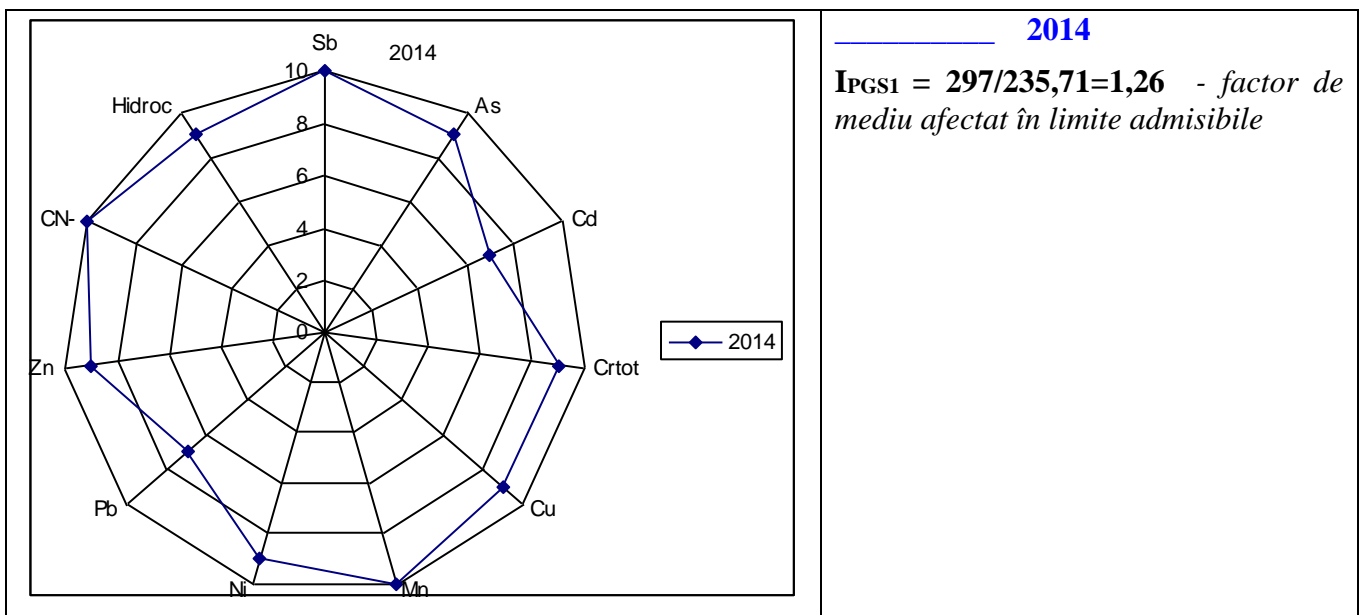 Sb
2014
10
8
6
4
2
0
As
Cd
Crtot
Cu
Mn
Ni
Pb
Zn
CN-
Hidroc
2014
__________ 2014
IPGS1 = 297/235,71=1,26 - factor de
mediu afectat în limite admisibile